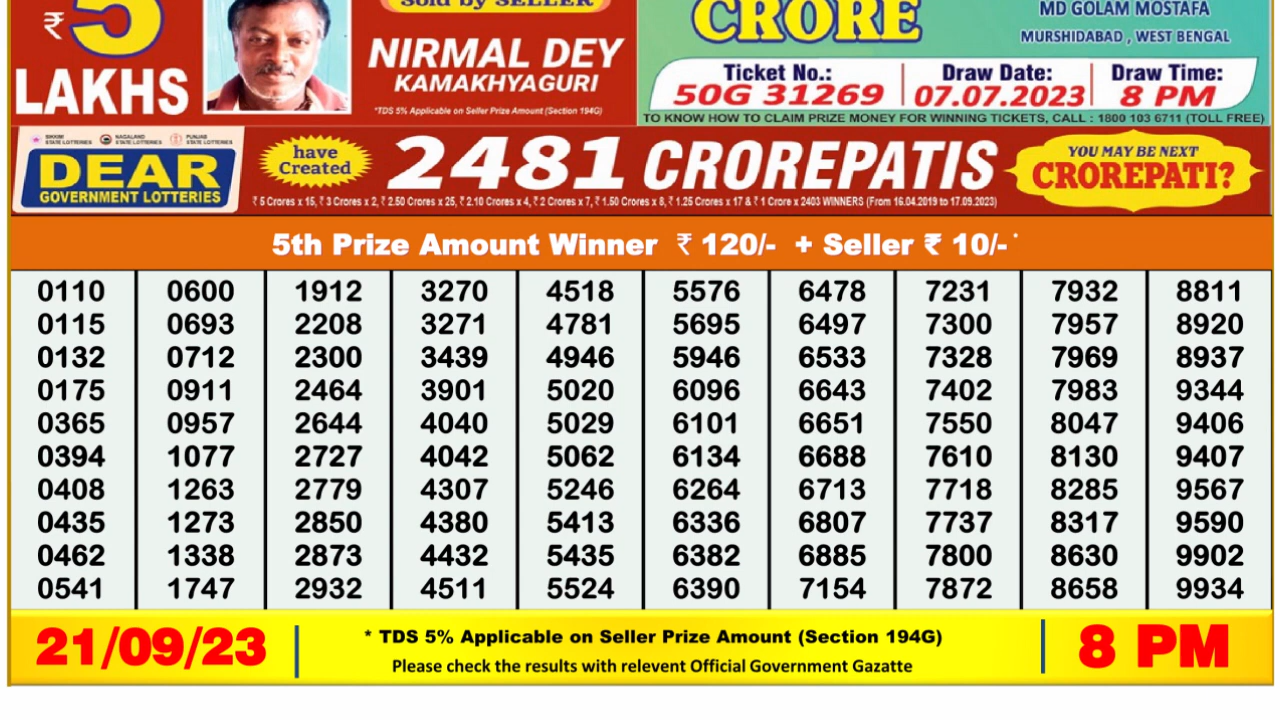 ₹ 5
LAKHS
Sold by SELLER
NIRMAL DEY
KAMAKHYAGURI
*TDS 5% Applicable on Seller Prize Amount (Section 194G)
CRORE
MD GOLAM MOSTAFA
MURSHIDABAD , WEST BENGAL
Ticket No.: Draw Date: Draw Time:
50G 31269 07.07.2023 8 PM
TO KNOW HOW TO CLAIM PRIZE MONEY FOR WINNING TICKETS, CALL : 1800 103 6711 (TOLL FREE)
SIKKIM STATE LOTTERIES NAGALAND STATE LOTTERIES PUNJAB STATE LOTTERIES
DEAR
GOVERNMENT LOTTERIES
have
Created
2481 CROREPATIS
₹ 5 Crores x 15, ₹ 3 Crores x 2, ₹ 2.50 Crores x 25, ₹ 2.10 Crores x 4, ₹ 2 Crores x 7, ₹ 1.50 Crores x 8, ₹ 1.25 Crores x 17 & ₹ 1 Crore x 2403 WINNERS (From 16.04.2019 to 17.09.2023)
YOU MAY BE NEXT
CROREPATI?
5th Prize Amount Winner ₹ 120/- + Seller ₹ 10/- *
0110 0600 1912 3270 4518 5576 6478 7231 7932 8811
0115 0693 2208 3271 4781 5695 6497 7300 7957 8920
0132 0712 2300 3439 4946 5946 6533 7328 7969 8937
0175 0911 2464 3901 5020 6096 6643 7402 7983 9344
0365 0957 2644 4040 5029 6101 6651 7550 8047 9406
0394 1077 2727 4042 5062 6134 6688 7610 8130 9407
0408 1263 2779 4307 5246 6264 6713 7718 8285 9567
0435 1273 2850 4380 5413 6336 6807 7737 8317 9590
0462 1338 2873 4432 5435 6382 6885 7800 8630 9902
0541 1747 2932 4511 5524 6390 7154 7872 8658 9934
21/09/23
* TDS 5% Applicable on Seller Prize Amount (Section 194G)
Please check the results with relevent Official Government Gazatte
8 PM